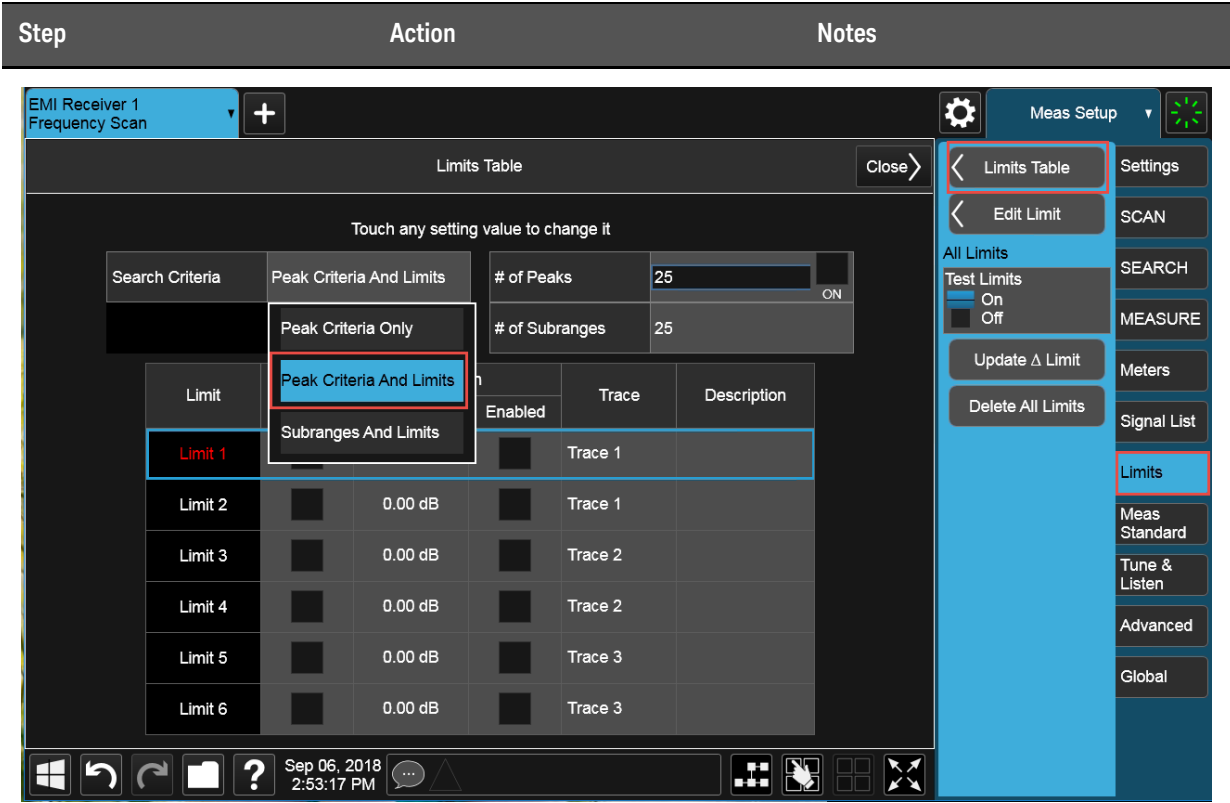 Step Action Notes
EMI Receiver 1
Frequency Scan
Meas Setup
Limits Table
Close
Touch any setting value to change it
Search Criteria Peak Criteria And Limits # of Peaks 25 ON
Peak Criteria Only # of Subranges 25
Peak Criteria And Limits
Subranges And Limits
Limit Enabled Trace Description
Limit 1 Trace 1
Limit 2 0.00 dB Trace 1
Limit 3 0.00 dB Trace 2
Limit 4 0.00 dB Trace 2
Limit 5 0.00 dB Trace 3
Limit 6 0.00 dB Trace 3
Limits Table
Edit Limit
All Limits
Test Limits
On
Off
Update Δ Limit
Delete All Limits
Settings
SCAN
SEARCH
MEASURE
Meters
Signal List
Limits
Meas
Standard
Tune &
Listen
Advanced
Global
?
Sep 06, 2018
2:53:17 PM